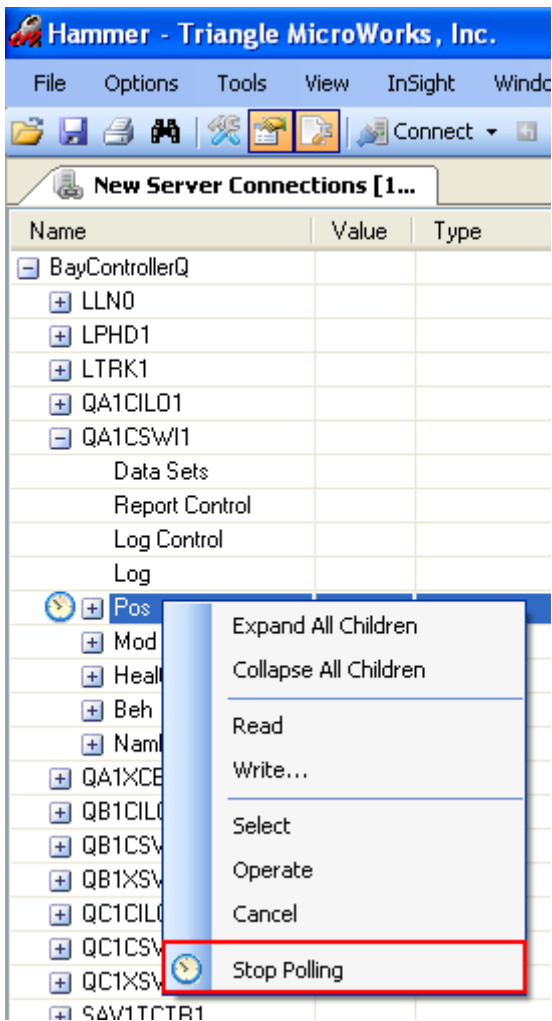 Hammer - Triangle MicroWorks, Inc.
File Options Tools View InSight
Connect
New Server Connections [1...
Name Value Type
BayControllerQ
LLN0
LPHD1
LTRK1
QA1CILO1
QA1CSWI1
Data Sets
Report Control
Log Control
Log
Pos
Expand All Children
Mod
Collapse All Children
Beh
Read
Write...
Select
Operate
Cancel
Stop Polling
SAV1TCTR1